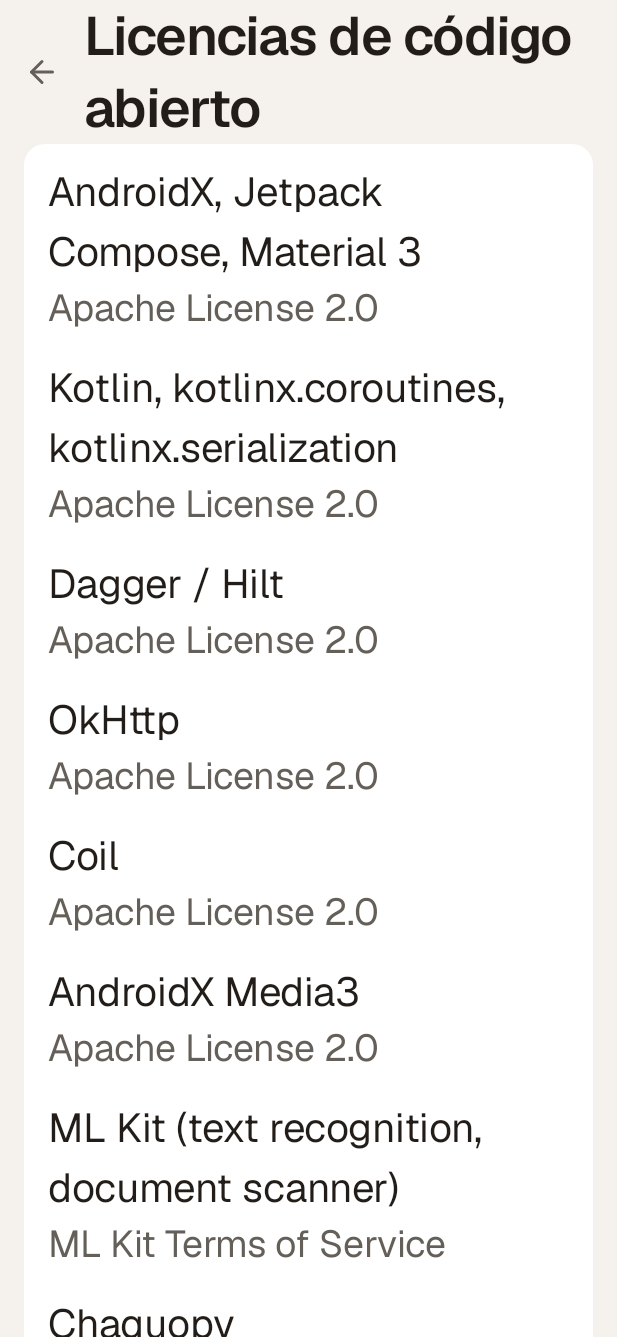 Licencias de código
abierto
AndroidX, Jetpack
Compose, Material 3
Apache License 2.0
Kotlin, kotlinx.coroutines,
kotlinx.serialization
Apache License 2.0
Dagger / Hilt
Apache License 2.0
OkHttp
Apache License 2.0
Coil
Apache License 2.0
AndroidX Media3
Apache License 2.0
ML Kit (text recognition,
document scanner)
ML Kit Terms of Service
Chaquopy